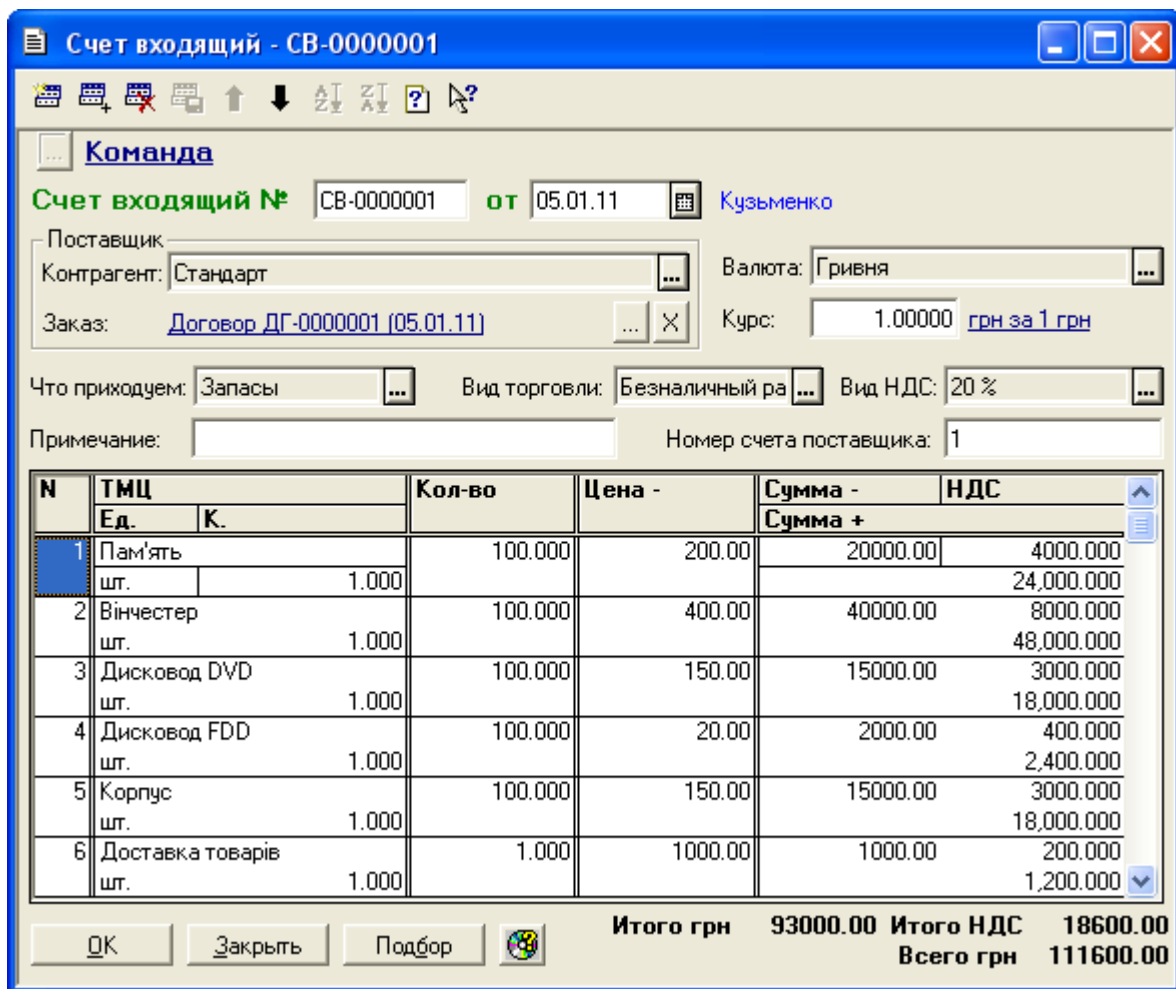 Счет входящий - СВ-0000001
... Команда
Счет входящий № СВ-0000001 от 05.01.11 Кузьменко
Поставщик
Контрагент: Стандарт ... Валюта: Гривня ...
Заказ: Договор ДГ-0000001 (05.01.11) ... X Курс: 1.00000 грн за 1 грн
Что приходуем: Запасы ... Вид торговли: Безналичный ра ... Вид НДС: 20 % ...
Примечание: Номер счета поставщика: 1
N ТМЦ Кол-во Цена - Сумма - НДС
Ед. К. Сумма +
1 Пам'ять 100.000 200.00 20000.00 4000.000
шт. 1.000 24,000.000
2 Вінчестер 100.000 400.00 40000.00 8000.000
шт. 1.000 48,000.000
3 Дисковод DVD 100.000 150.00 15000.00 3000.000
шт. 1.000 18,000.000
4 Дисковод FDD 100.000 20.00 2000.00 400.000
шт. 1.000 2,400.000
5 Корпус 100.000 150.00 15000.00 3000.000
шт. 1.000 18,000.000
6 Доставка товарів 1.000 1000.00 1000.00 200.000
шт. 1.000 1,200.000
Итого грн 93000.00 Итого НДС 18600.00
OK Закрыть Подбор Всего грн 111600.00